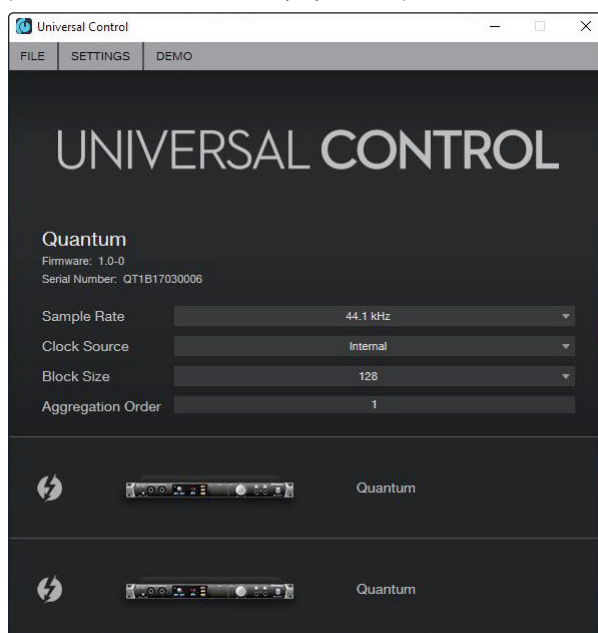 Universal Control
FILE SETTINGS DEMO
UNIVERSAL CONTROL
Quantum
Firmware: 1.0-0
Serial Number: QT1B17030006
Sample Rate 44.1 kHz
Clock Source Internal
Block Size 128
Aggregation Order 1
Quantum
Quantum